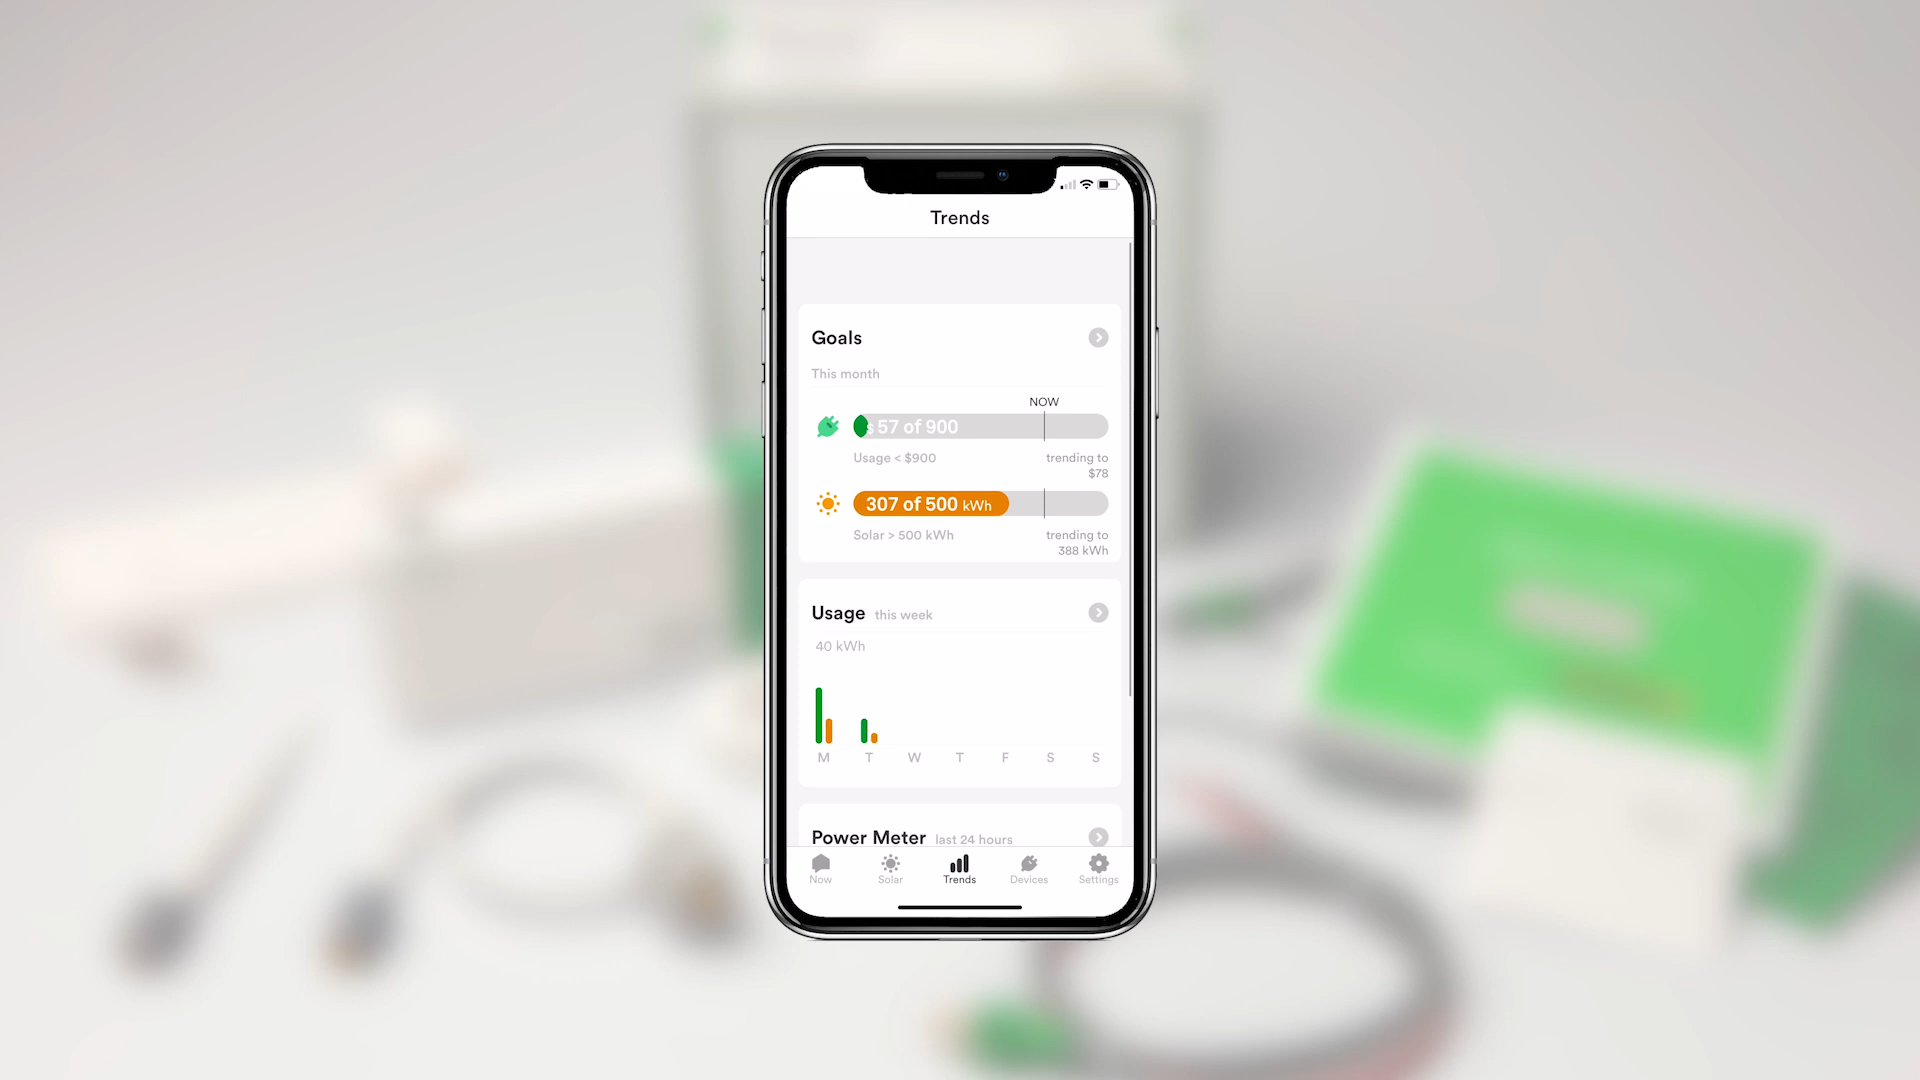 Trends
Goals
This month
NOW
$ 57 of 900
Usage < $900
trending to
$78
307 of 500 kWh
Solar > 500 kWh
trending to
388 kWh
Usage this week
40 kWh
M T W T F S S
Power Meter last 24 hours
Now Solar Trends Devices Settings